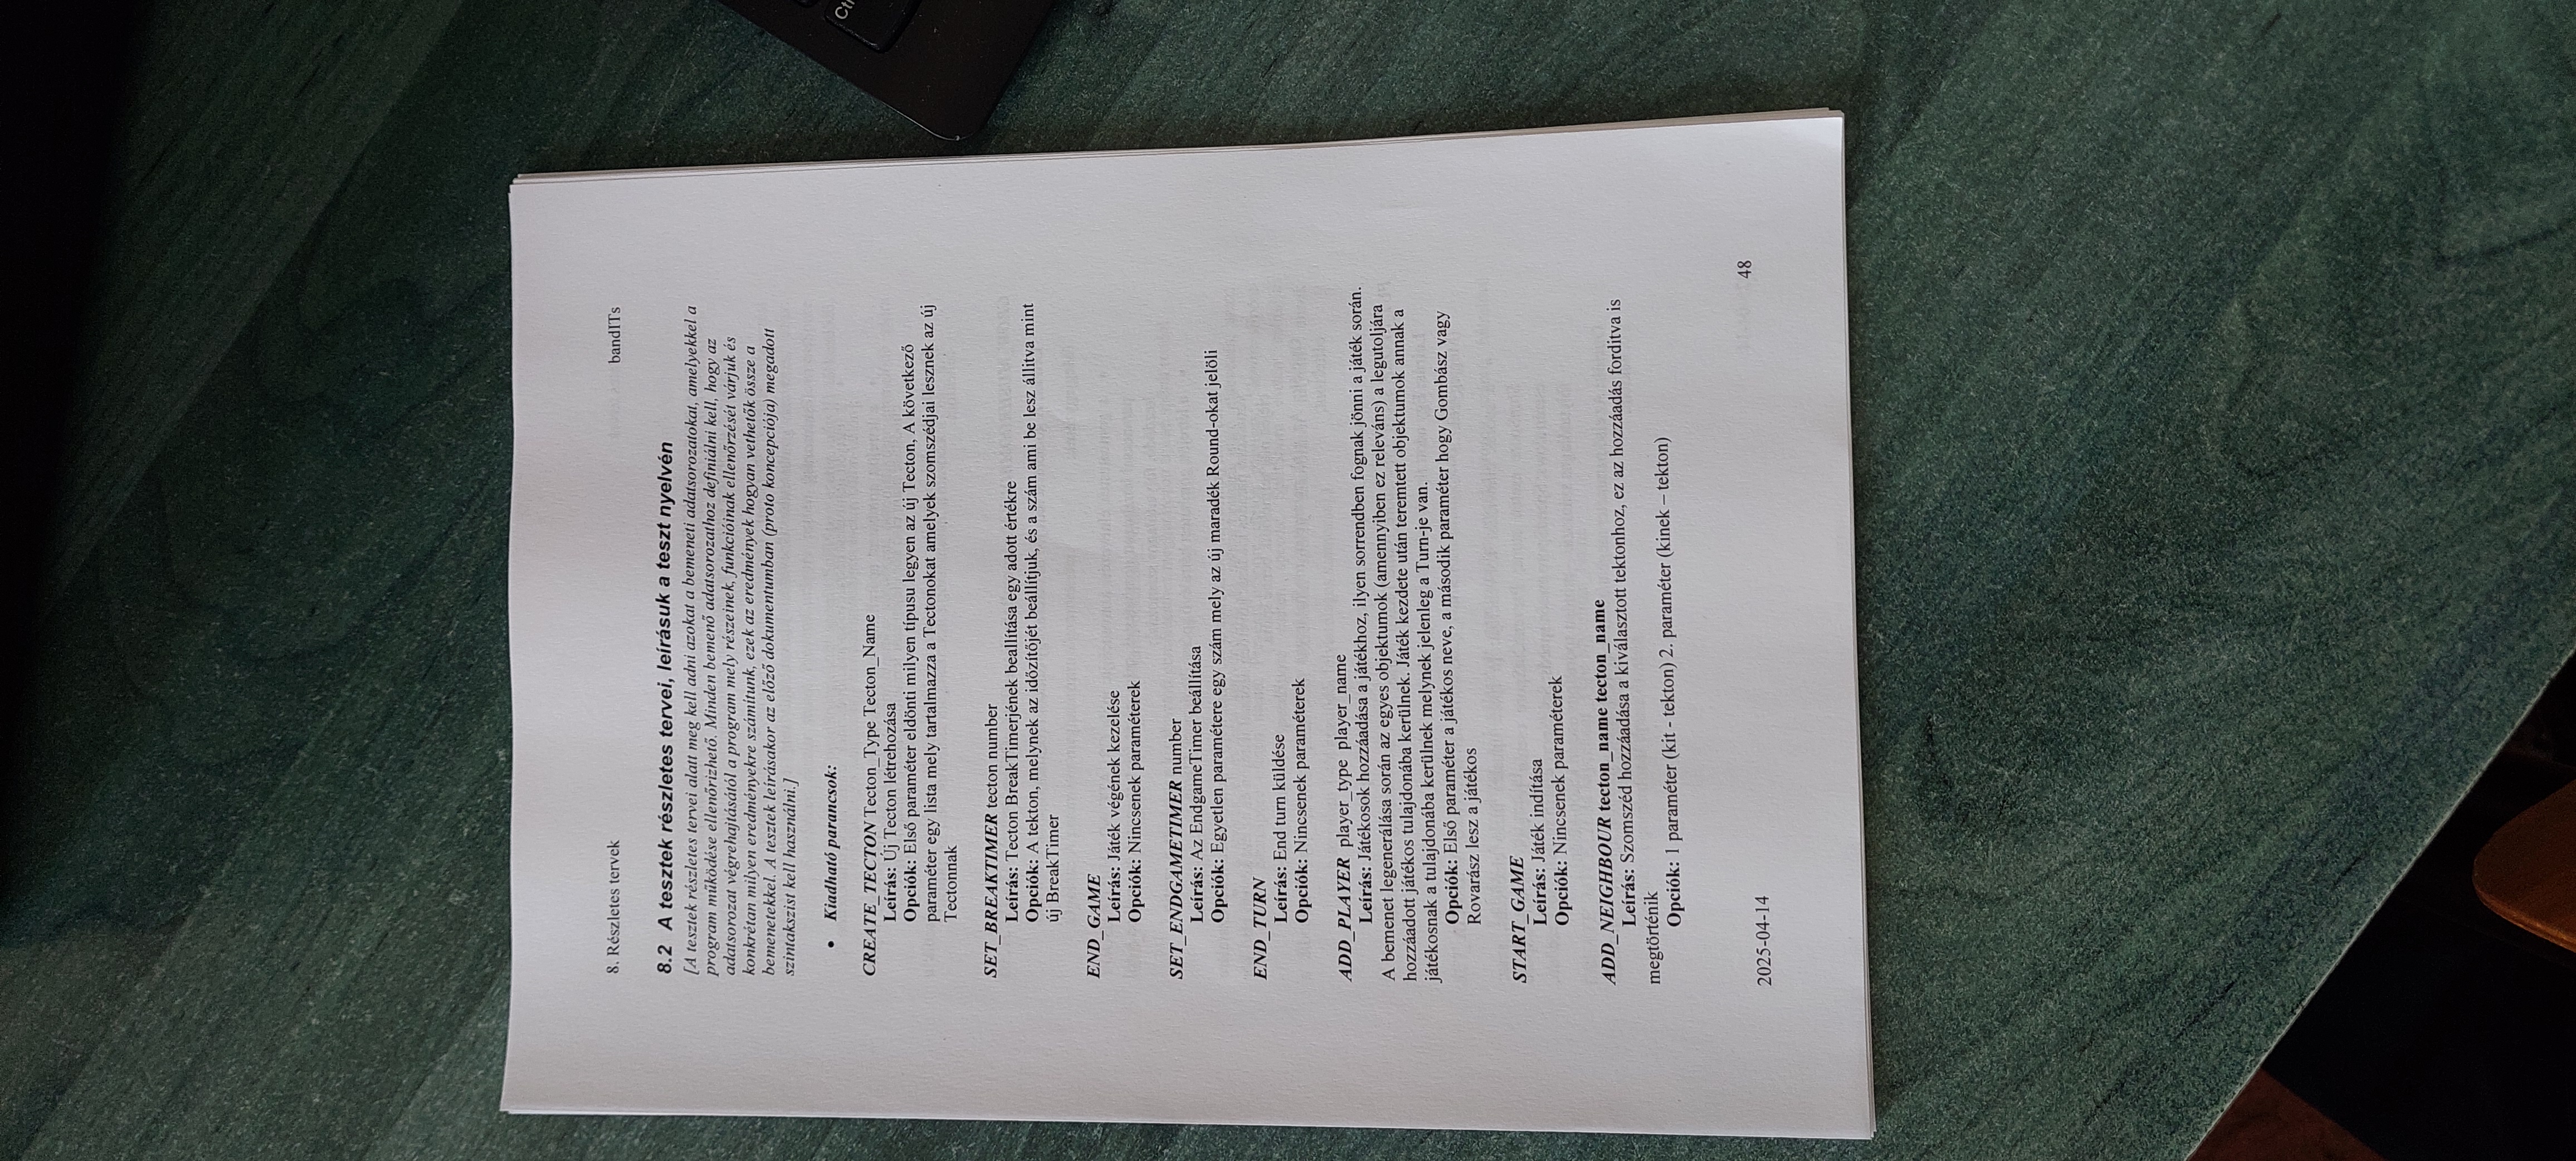 8. Részletes tervek bandITs
8.2 A tesztek részletes tervei, leírásuk a teszt nyelvén
[A tesztek részletes tervei alatt meg kell adni azokat a bemeneti adatsorozatokat, amelyekkel a
program működése ellenőrizhető. Minden bemenő adatsorozathoz definiálni kell, hogy az
adatsorozat végrehajtásától a program mely részeinek, funkcióinak ellenőrzését várjuk és
konkrétan milyen eredményekre számítunk, ezek az eredmények hogyan vethetők össze a
bemenetekkel. A tesztek leírásakor az előző dokumentumban (proto koncepciója) megadott
szintakszist kell használni.]
• Kiadható parancsok:
CREATE_TECTON Tecton_Type Tecton_Name
Leírás: Új Tecton létrehozása
Opciók: Első paraméter eldönti milyen típusu legyen az új Tecton, A következő
paraméter egy lista mely tartalmazza a Tectonokat amelyek szomszédjai lesznek az új
Tectonnak
SET_BREAKTIMER tecton number
Leírás: Tecton BreakTimerjének beallítása egy adott értékre
Opciók: A tekton, melynek az időzítőjét beállítjuk, és a szám ami be lesz állitva mint
új BreakTimer
END_GAME
Leírás: Játék végének kezelése
Opciók: Nincsenek paraméterek
SET_ENDGAMETIMER number
Leírás: Az EndgameTimer beállítása
Opciók: Egyetlen paramétere egy szám mely az új maradék Round-okat jelöli
END_TURN
Leírás: End turn küldése
Opciók: Nincsenek paraméterek
ADD_PLAYER player_type player_name
Leírás: Játékosok hozzáadása a játékhoz, ilyen sorrendben fognak jönni a játék során.
A bemenet legenerálása során az egyes objektumok (amennyiben ez releváns) a legutoljára
hozzáadott játékos tulajdonába kerülnek. Játék kezdete után teremtett objektumok annak a
játékosnak a tulajdonába kerülnek melynek jelenleg a Turn-je van.
Opciók: Első paraméter a játékos neve, a második paraméter hogy Gombász vagy
Rovarász lesz a játékos
START_GAME
Leírás: Játék indítása
Opciók: Nincsenek paraméterek
ADD_NEIGHBOUR tecton_name tecton_name
Leírás: Szomszéd hozzáadása a kiválasztott tektonhoz, ez az hozzáadás forditva is
megtörténik
Opciók: 1 paraméter (kit - tekton) 2. paraméter (kinek – tekton)
2025-04-14 48